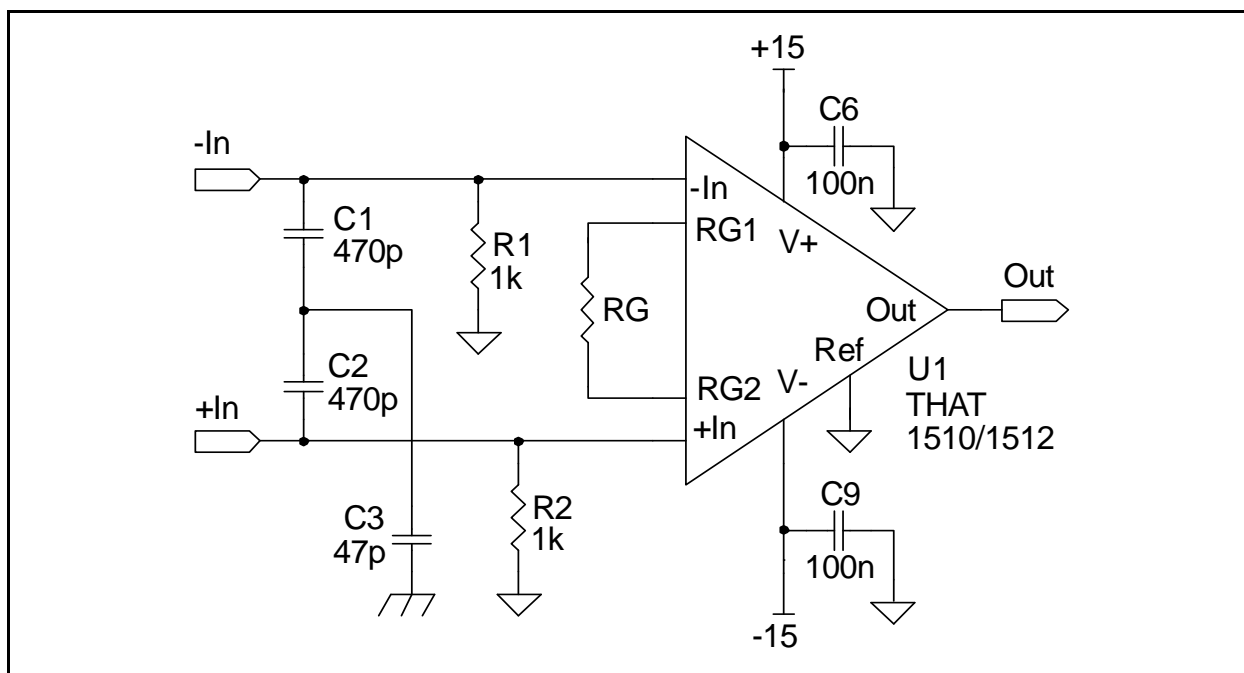 +15
C6
100n
-In
C1
470p
R1
1k
-In
RG1
V+
RG
Out
Out
C2
470p
+In
Ref
V-
RG2
+In
U1
THAT
1510/1512
C3
47p
R2
1k
C9
100n
-15